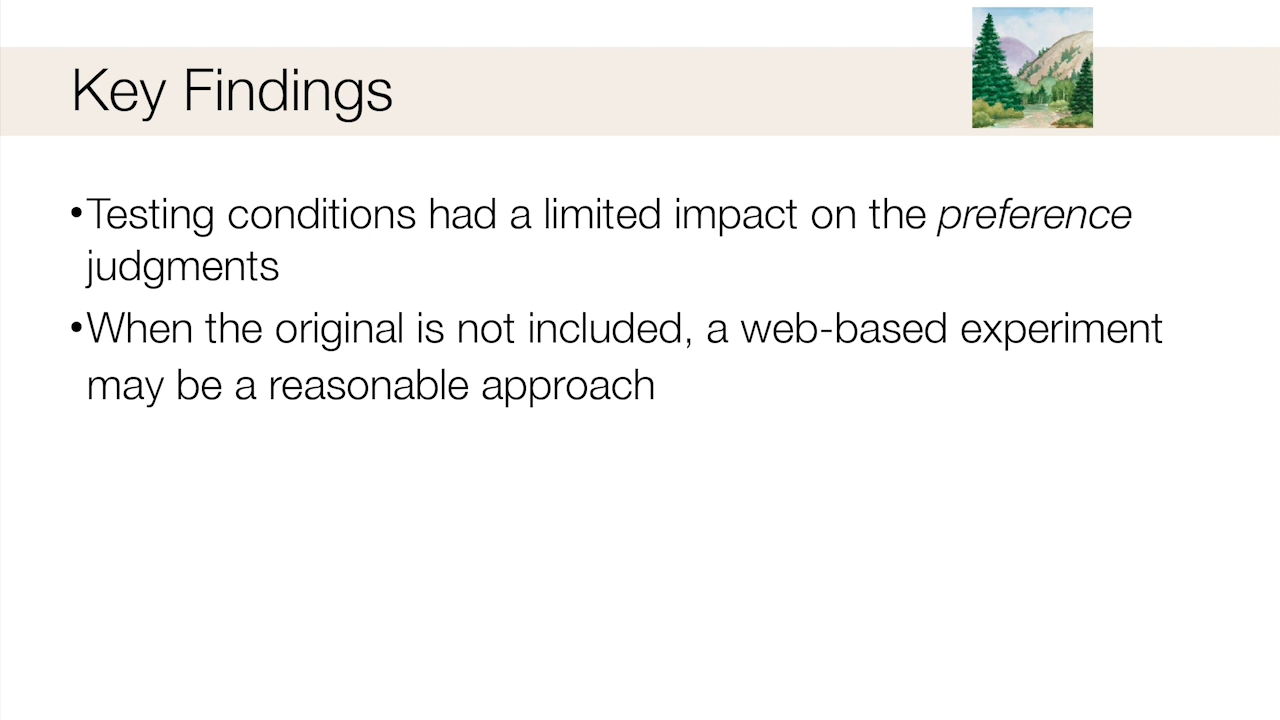 Key Findings
•Testing conditions had a limited impact on the preference
judgments
•When the original is not included, a web-based experiment
may be a reasonable approach